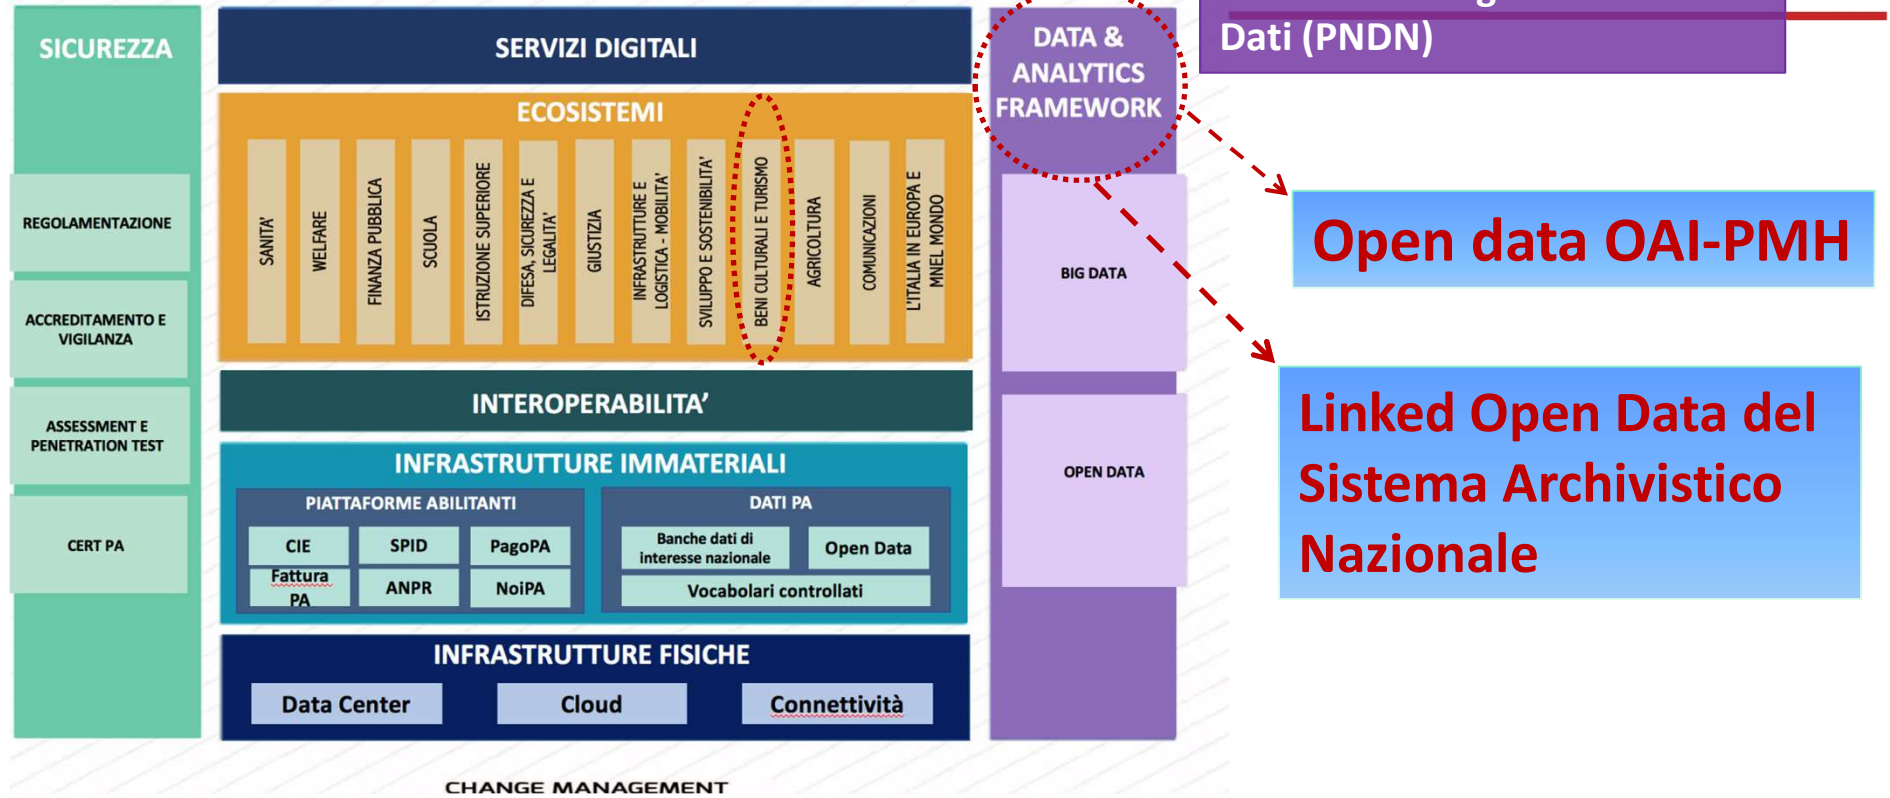 Dati (PNDN)
SICUREZZA
REGOLAMENTAZIONE
ACCREDITAMENTO E
VIGILANZA
ASSESSMENT E
PENETRATION TEST
CERT PA
SERVIZI DIGITALI
ECOSISTEMI
SANITA'
WELFARE
FINANZA PUBBLICA
SCUOLA
ISTRUZIONE SUPERIORE
DIFESA, SICUREZZA E
LEGALITA'
GIUSTIZIA
INFRASTRUTTURE E
LOGISTICA - MOBILITA'
SVILUPPO E SOSTENIBILITA'
BENI CULTURALI E TURISMO
AGRICOLTURA
COMUNICAZIONI
L'ITALIA IN EUROPA E
MNEL MONDO
INTEROPERABILITA’
INFRASTRUTTURE IMMATERIALI
PIATTAFORME ABILITANTI
CIE
SPID
PagoPA
Fattura
PA
ANPR
NoiPA
DATI PA
Banche dati di
interesse nazionale
Open Data
Vocabolari controllati
INFRASTRUTTURE FISICHE
Data Center
Cloud
Connettività
DATA &
ANALYTICS
FRAMEWORK
BIG DATA
OPEN DATA
Open data OAI-PMH
Linked Open Data del
Sistema Archivistico
Nazionale
CHANGE MANAGEMENT